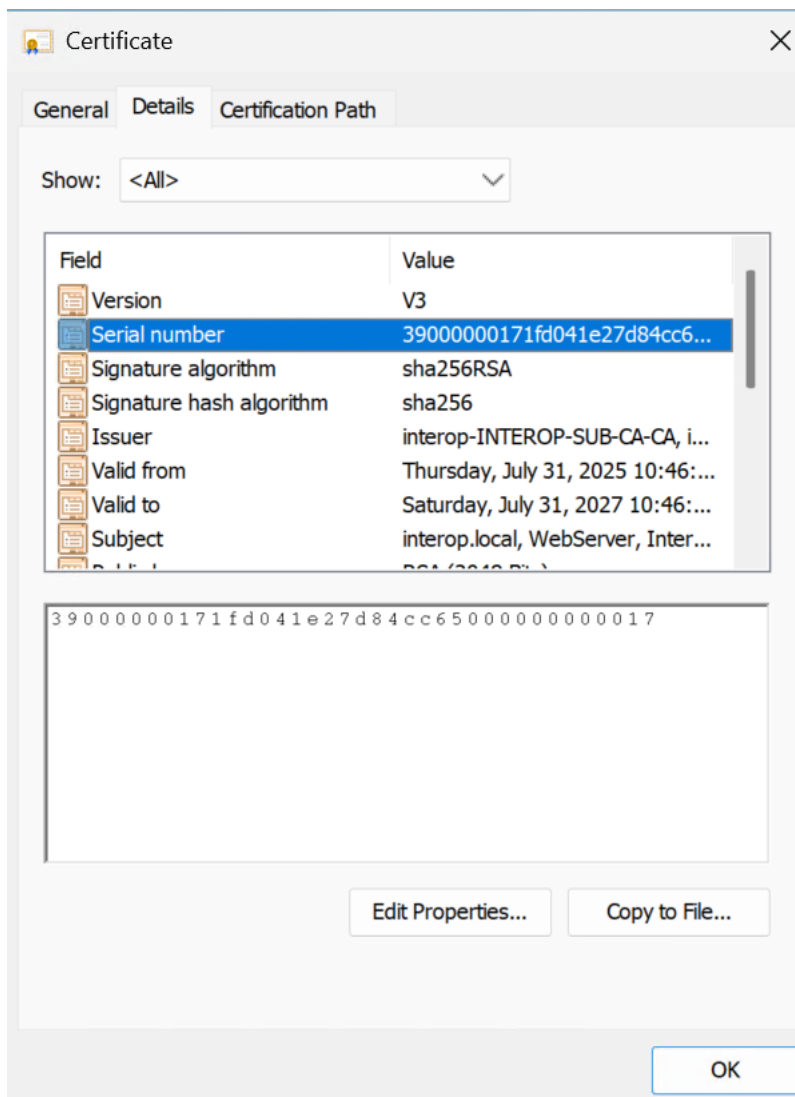 Certificate
General Details Certification Path
Show: <All>
Field Value
Version V3
Serial number 39000000171fd041e27d84cc6...
Signature algorithm sha256RSA
Signature hash algorithm sha256
Issuer interop-INTEROP-SUB-CA-CA, i...
Valid from Thursday, July 31, 2025 10:46:...
Valid to Saturday, July 31, 2027 10:46:...
Subject interop.local, WebServer, Inter...
39000000171fd041e27d84cc65000000000017
Edit Properties... Copy to File...
OK